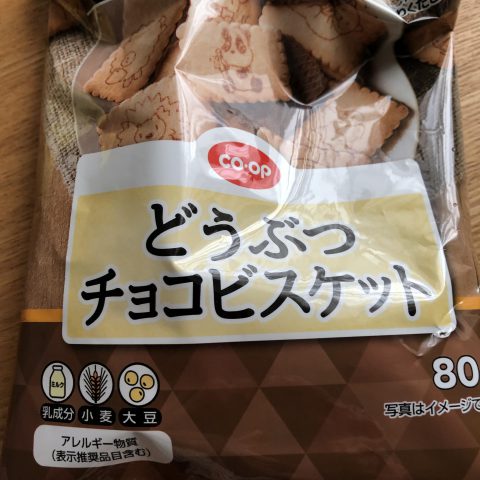 CO·OP
どうぶつ
チョコビスケット
80
ミルク
乳成分 小麦 大豆
写真はイメージで
アレルギー物質
(表示推奨品目含む)